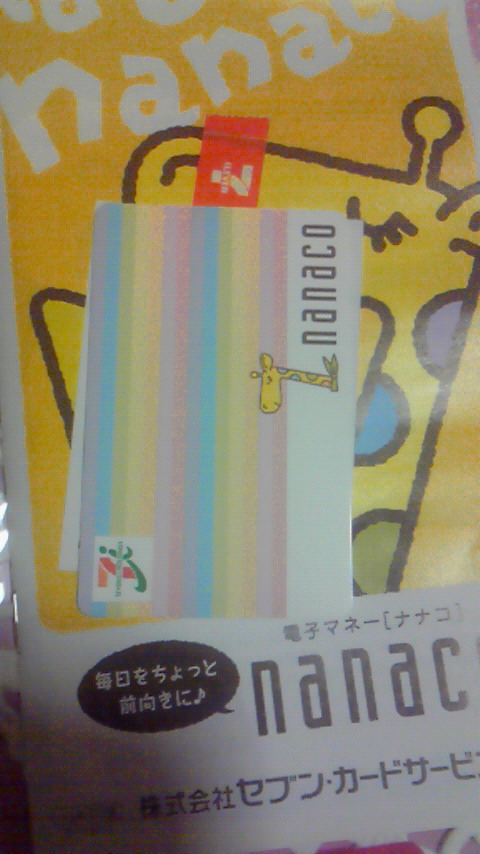 nanaco
nanaco
電子マネー[ナナコ]
nanac
毎日をちょっと
前向きに♪
株式会社セブン・カードサービ